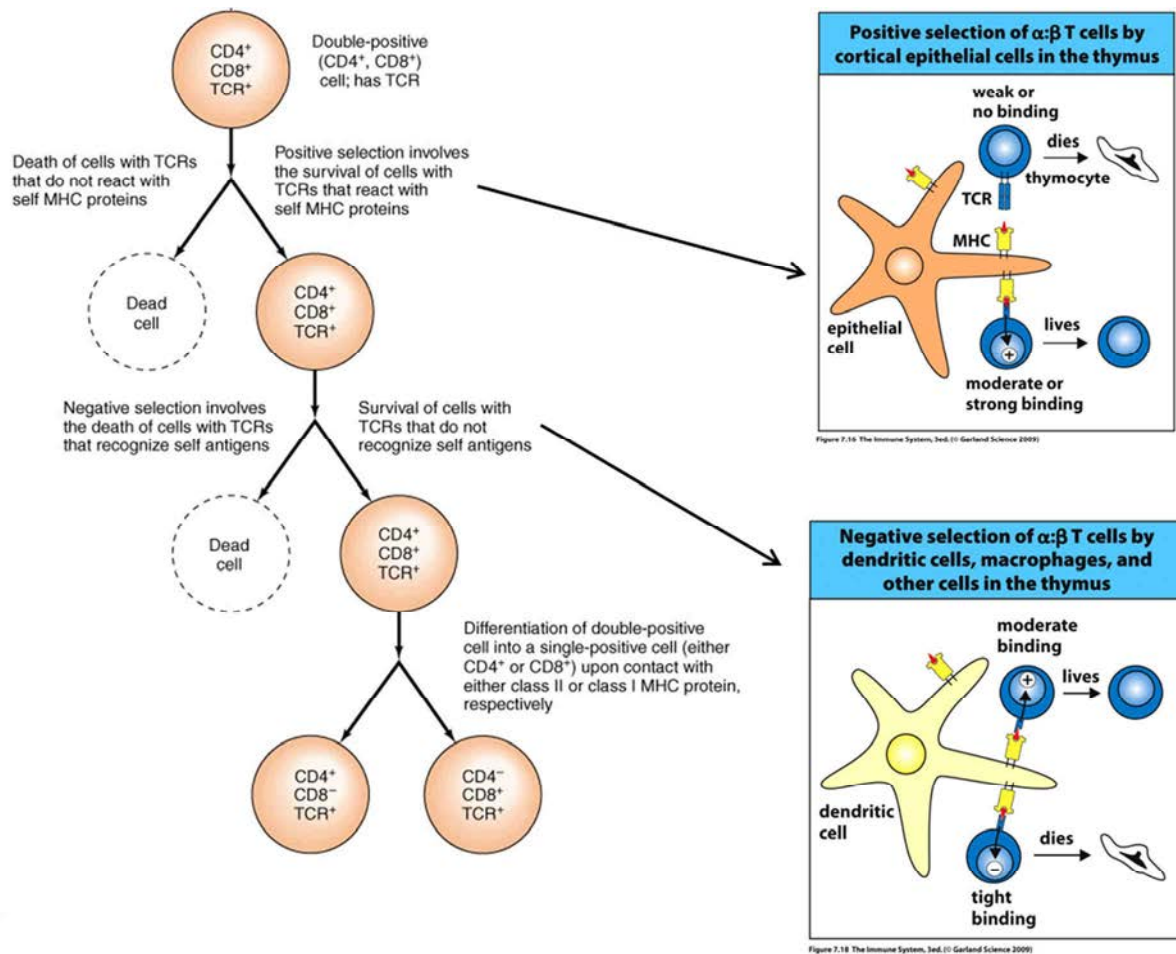 CD4⁺
CD8⁺
TCR⁺
Double-positive
(CD4⁺, CD8⁺)
cell; has TCR
Death of cells with TCRs
that do not react with
self MHC proteins
Positive selection involves
the survival of cells with
TCRs that react with
self MHC proteins
Dead
cell
CD4⁺
CD8⁺
TCR⁺
Negative selection involves
the death of cells with TCRs
that recognize self antigens
Survival of cells with
TCRs that do not
recognize self antigens
Dead
cell
CD4⁺
CD8⁺
TCR⁺
Differentiation of double-positive
cell into a single-positive cell (either
CD4⁺ or CD8⁺) upon contact with
either class II or class I MHC protein,
respectively
CD4⁺
CD8⁻
TCR⁺
CD4⁻
CD8⁺
TCR⁺
Positive selection of α:β T cells by
cortical epithelial cells in the thymus
weak or
no binding
dies
thymocyte
TCR
MHC
epithelial
cell
+
lives
moderate or
strong binding
Figure 7.16 The Immune System, 3ed. (© Garland Science 2009)
Negative selection of α:β T cells by
dendritic cells, macrophages, and
other cells in the thymus
moderate
binding
+
lives
dendritic
cell
−
dies
tight
binding
Figure 7.18 The Immune System, 3ed. (© Garland Science 2009)